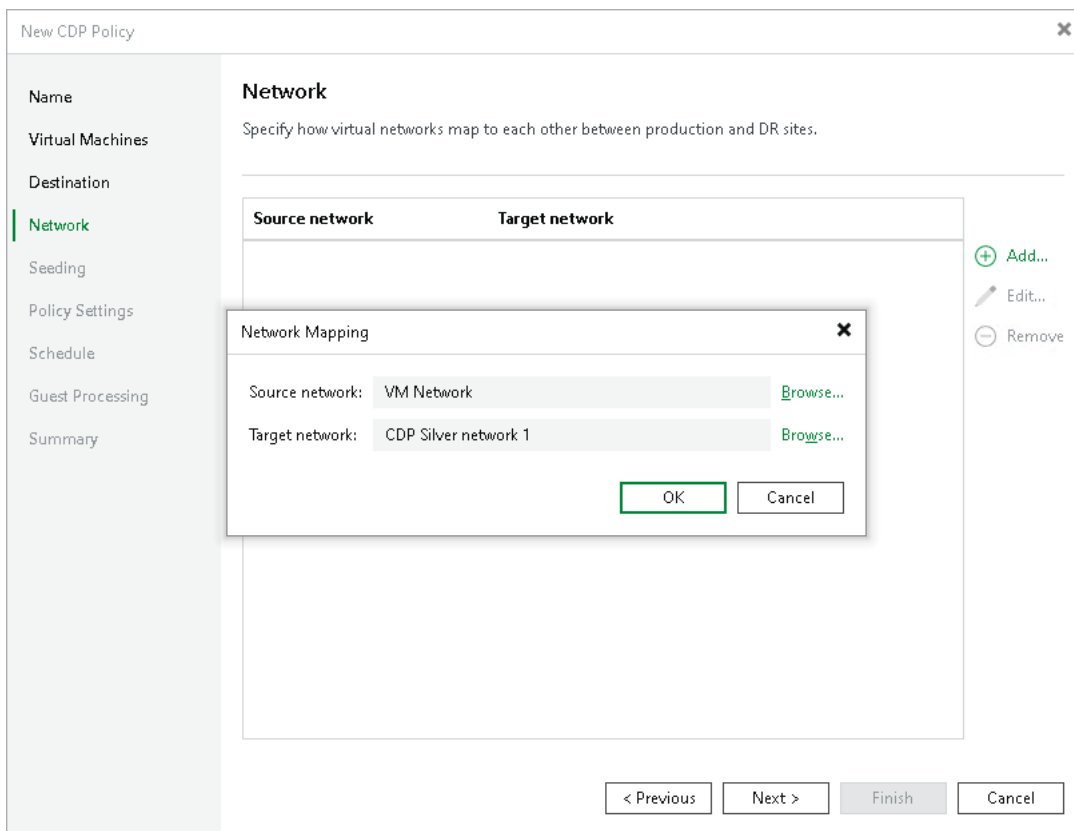 New CDP Policy
Name
Virtual Machines
Destination
Network
Seeding
Policy Settings
Schedule
Guest Processing
Summary
Network
Specify how virtual networks map to each other between production and DR sites.
Source network Target network
Add...
Edit...
Remove
Network Mapping
Source network: VM Network Browse...
Target network: CDP Silver network 1 Browse...
OK Cancel
< Previous Next > Finish Cancel